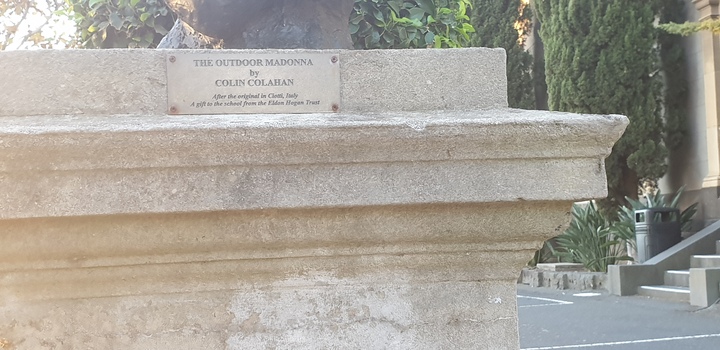 THE OUTDOOR MADONNA
by
COLIN COLAHAN
After the original in Ciotti, Italy
A gift to the school from the Eldon Hogan Trust